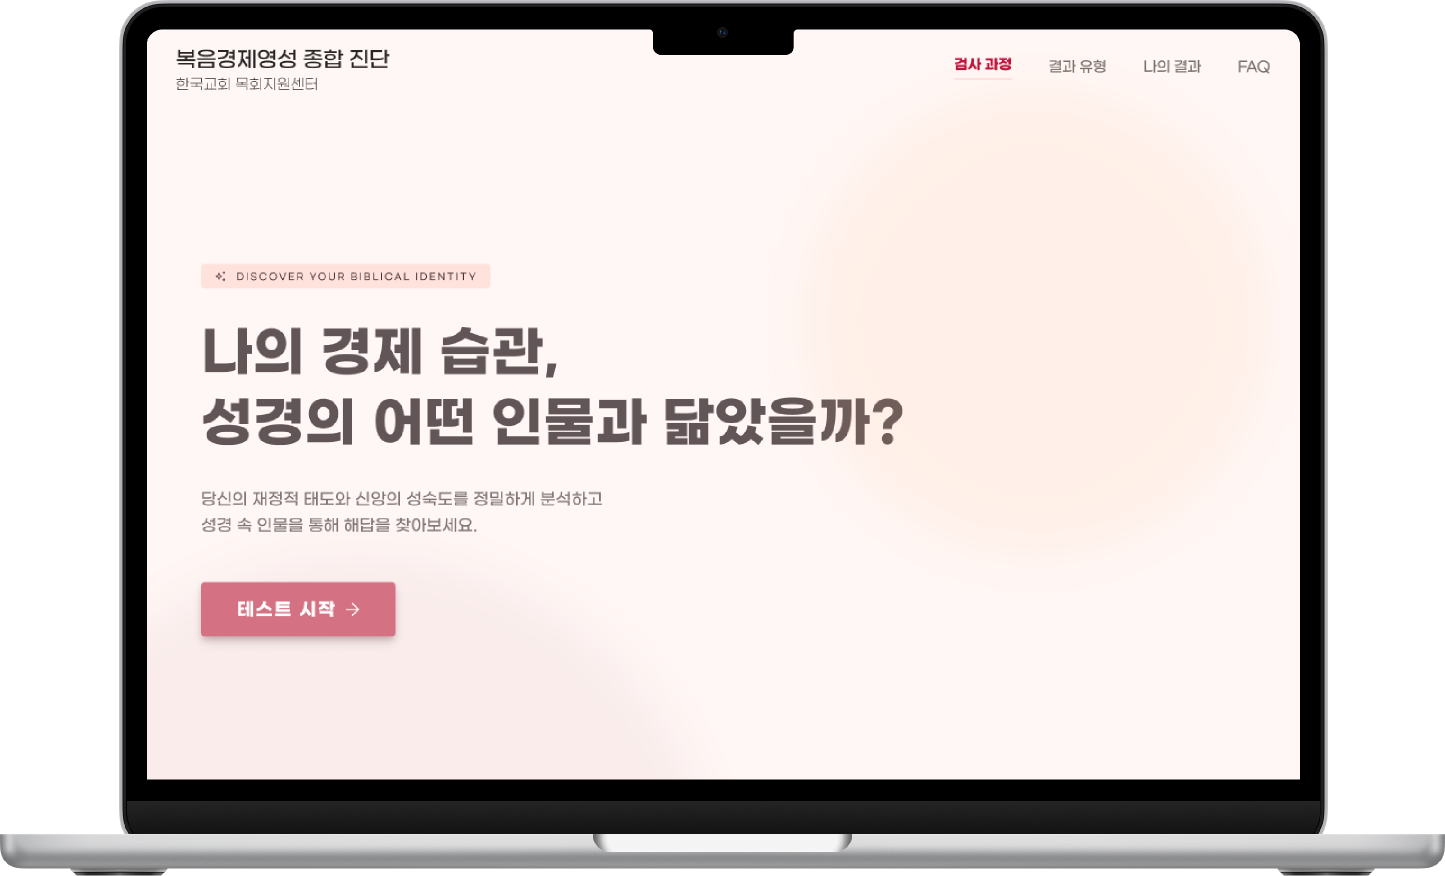 복음경제영성 종합 진단
한국교회 목회지원센터
검사 과정
결과 유형
나의 결과
FAQ
DISCOVER YOUR BIBLICAL IDENTITY
나의 경제 습관,
성경의 어떤 인물과 닮았을까?
당신의 재정적 태도와 신앙의 성숙도를 정밀하게 분석하고
성경 속 인물을 통해 해답을 찾아보세요.
테스트 시작 →